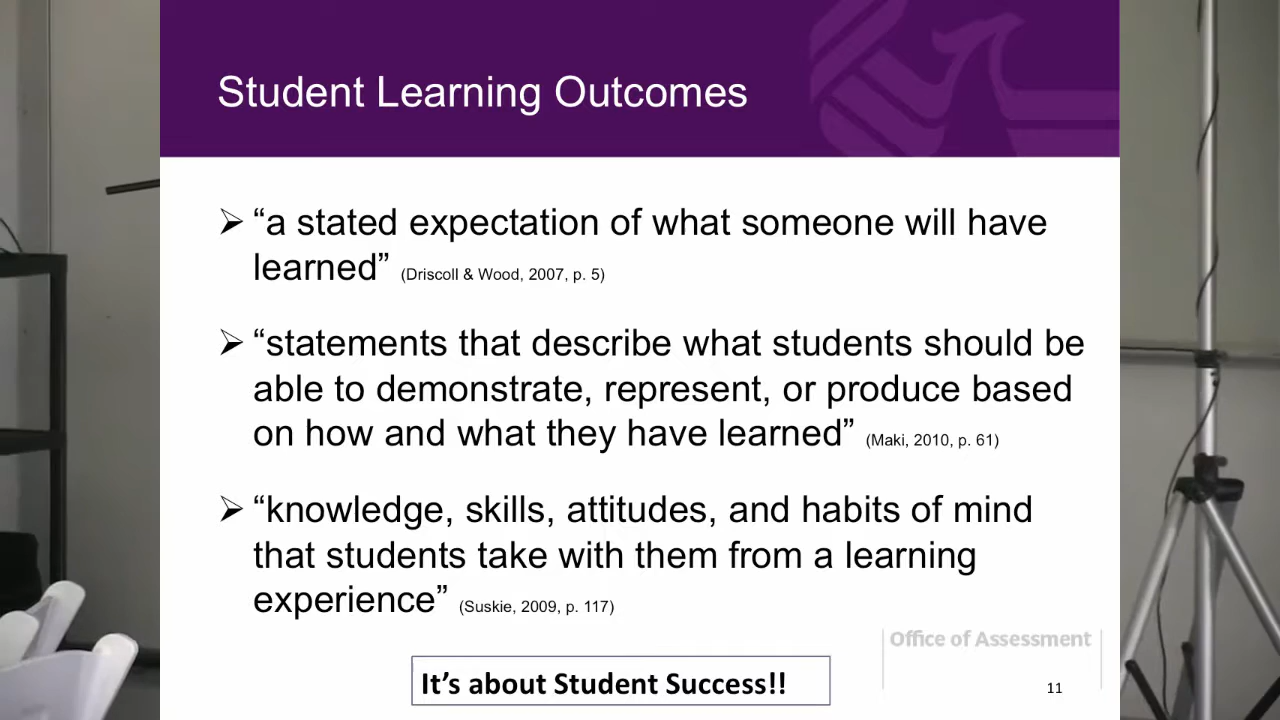 Student Learning Outcomes
➢ “a stated expectation of what someone will have
learned” (Driscoll & Wood, 2007, p. 5)
➢ “statements that describe what students should be
able to demonstrate, represent, or produce based
on how and what they have learned” (Maki, 2010, p. 61)
➢ “knowledge, skills, attitudes, and habits of mind
that students take with them from a learning
experience” (Suskie, 2009, p. 117)
Office of Assessment
It’s about Student Success!!
11